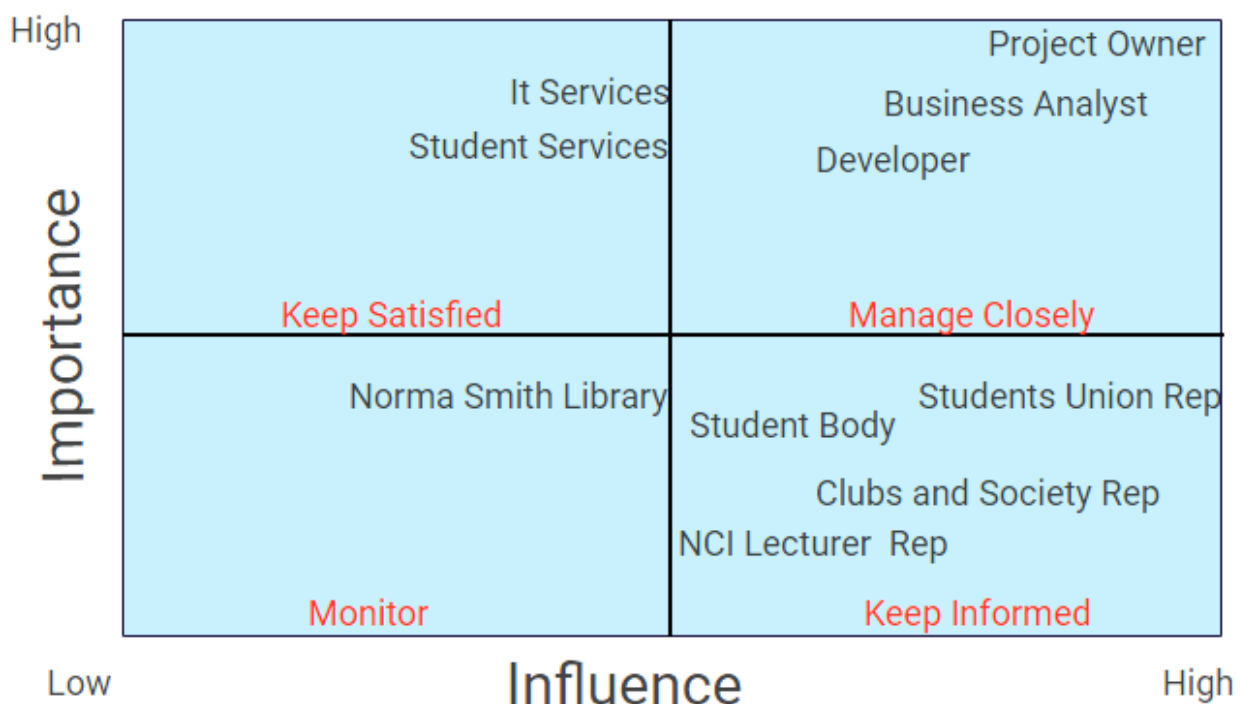 High
Project Owner
It Services
Business Analyst
Student Services
Developer
Importance
Keep Satisfied
Manage Closely
Norma Smith Library
Students Union Rep
Student Body
Clubs and Society Rep
NCI Lecturer Rep
Monitor
Keep Informed
Low
Influence
High